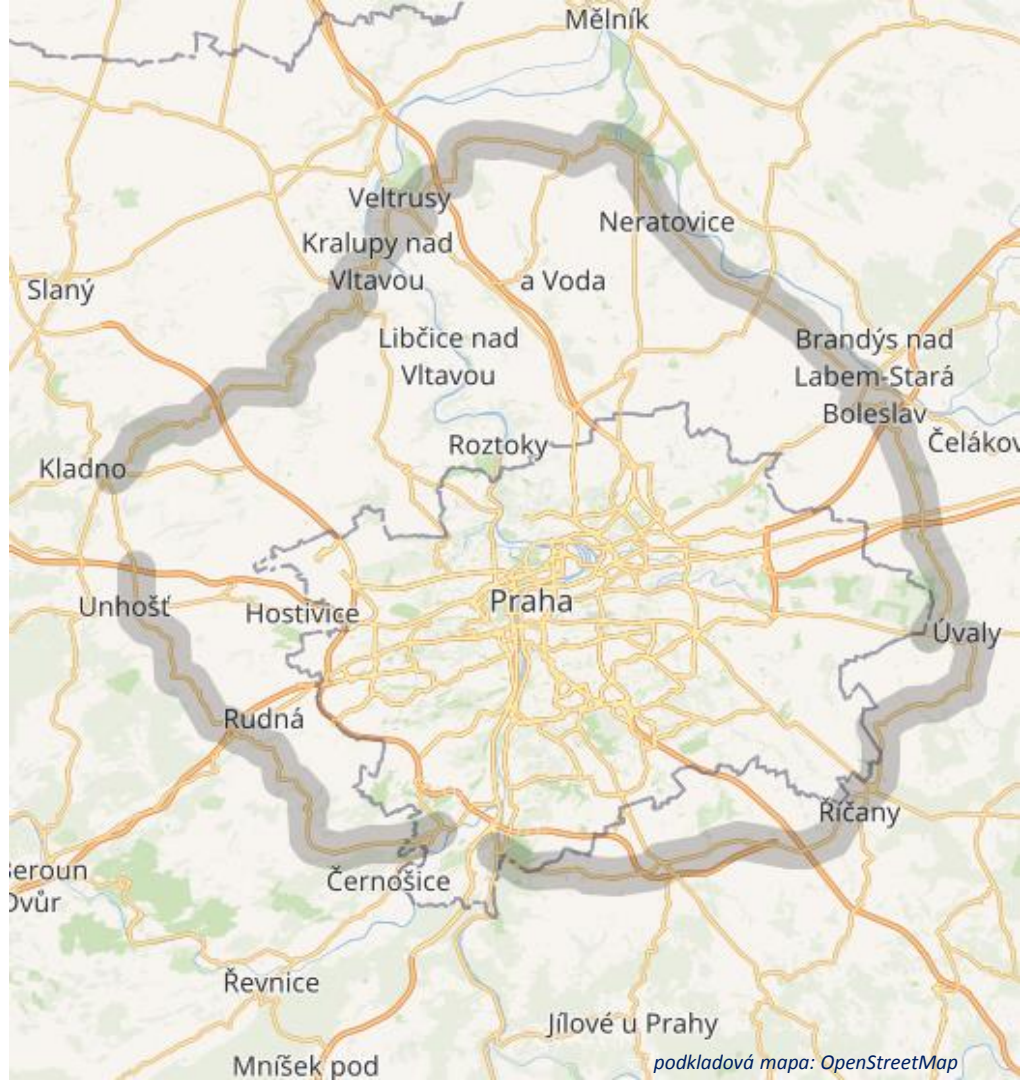 Mělník
Veltrusy
Neratovice
Kralupy nad
Vltavou
a Voda
Slaný
Libčice nad
Vltavou
Brandýs nad
Labem-Stará
Boleslav
Roztoky
Čelákov
Kladno
Unhošť
Hostivice
Praha
Úvaly
Rudná
Říčany
eroun
Dvůr
Černošice
Řevnice
Jílové u Prahy
Mníšek pod
podkladová mapa: OpenStreetMap